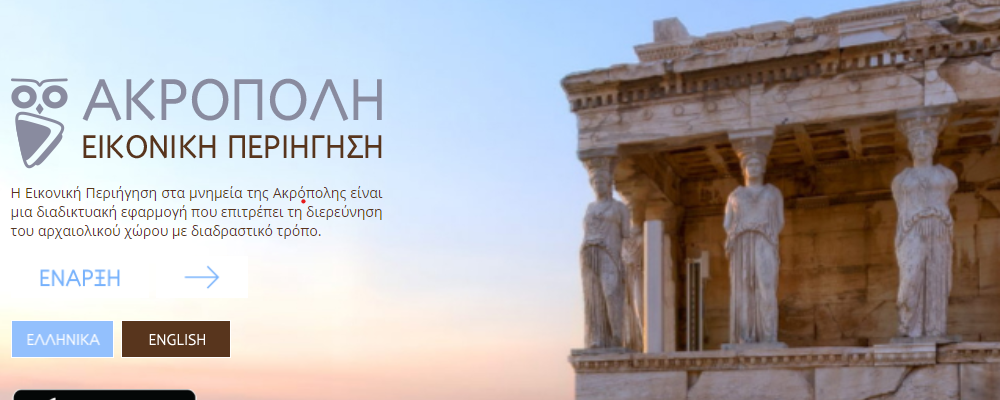 ΑΚΡΟΠΟΛΗ
ΕΙΚΟΝΙΚΗ ΠΕΡΙΗΓΗΣΗ
Η Εικονική Περιήγηση στα μνημεία της Ακρόπολης είναι
μια διαδικτυακή εφαρμογή που επιτρέπει τη διερεύνηση
του αρχαιολικού χώρου με διαδραστικό τρόπο.
ΕΝΑΡΞΗ
ΕΛΛΗΝΙΚΑ ENGLISH